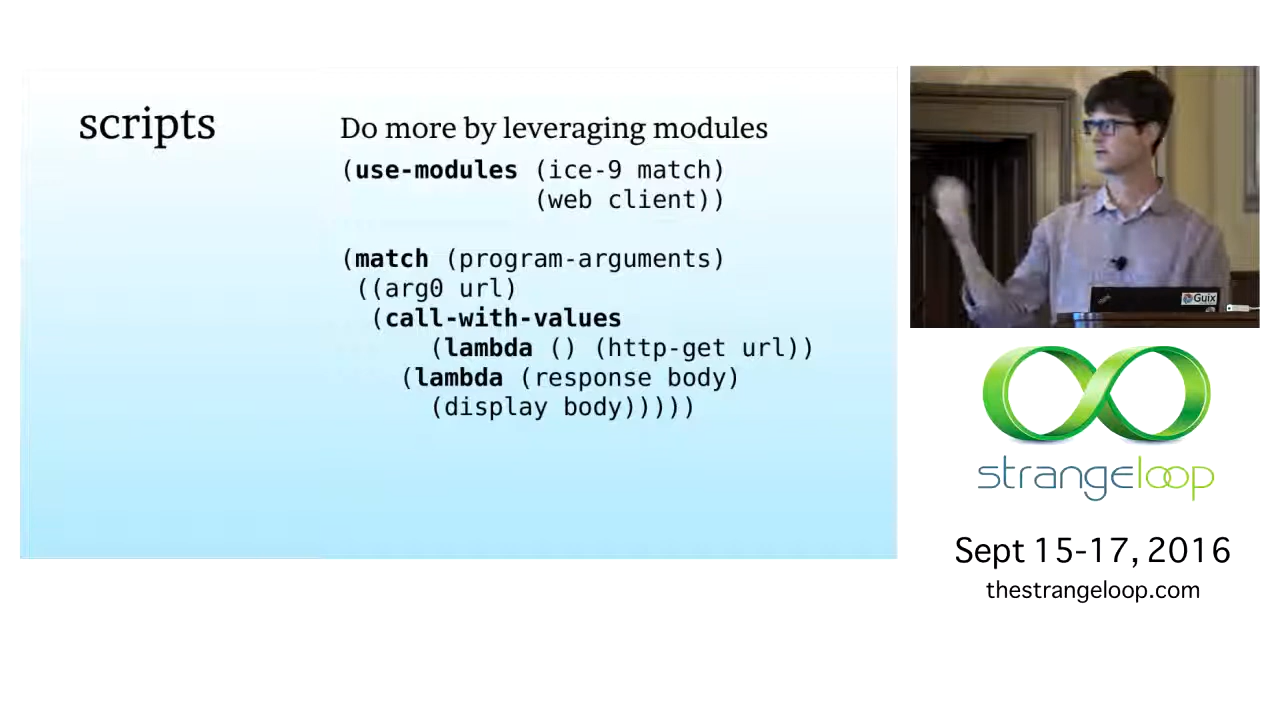 scripts
Do more by leveraging modules
(use-modules (ice-9 match)
(web client))
(match (program-arguments)
((arg0 url)
(call-with-values
(lambda () (http-get url))
(lambda (response body)
(display body)))))
Guix
strangeloop
Sept 15-17, 2016
thestrangeloop.com